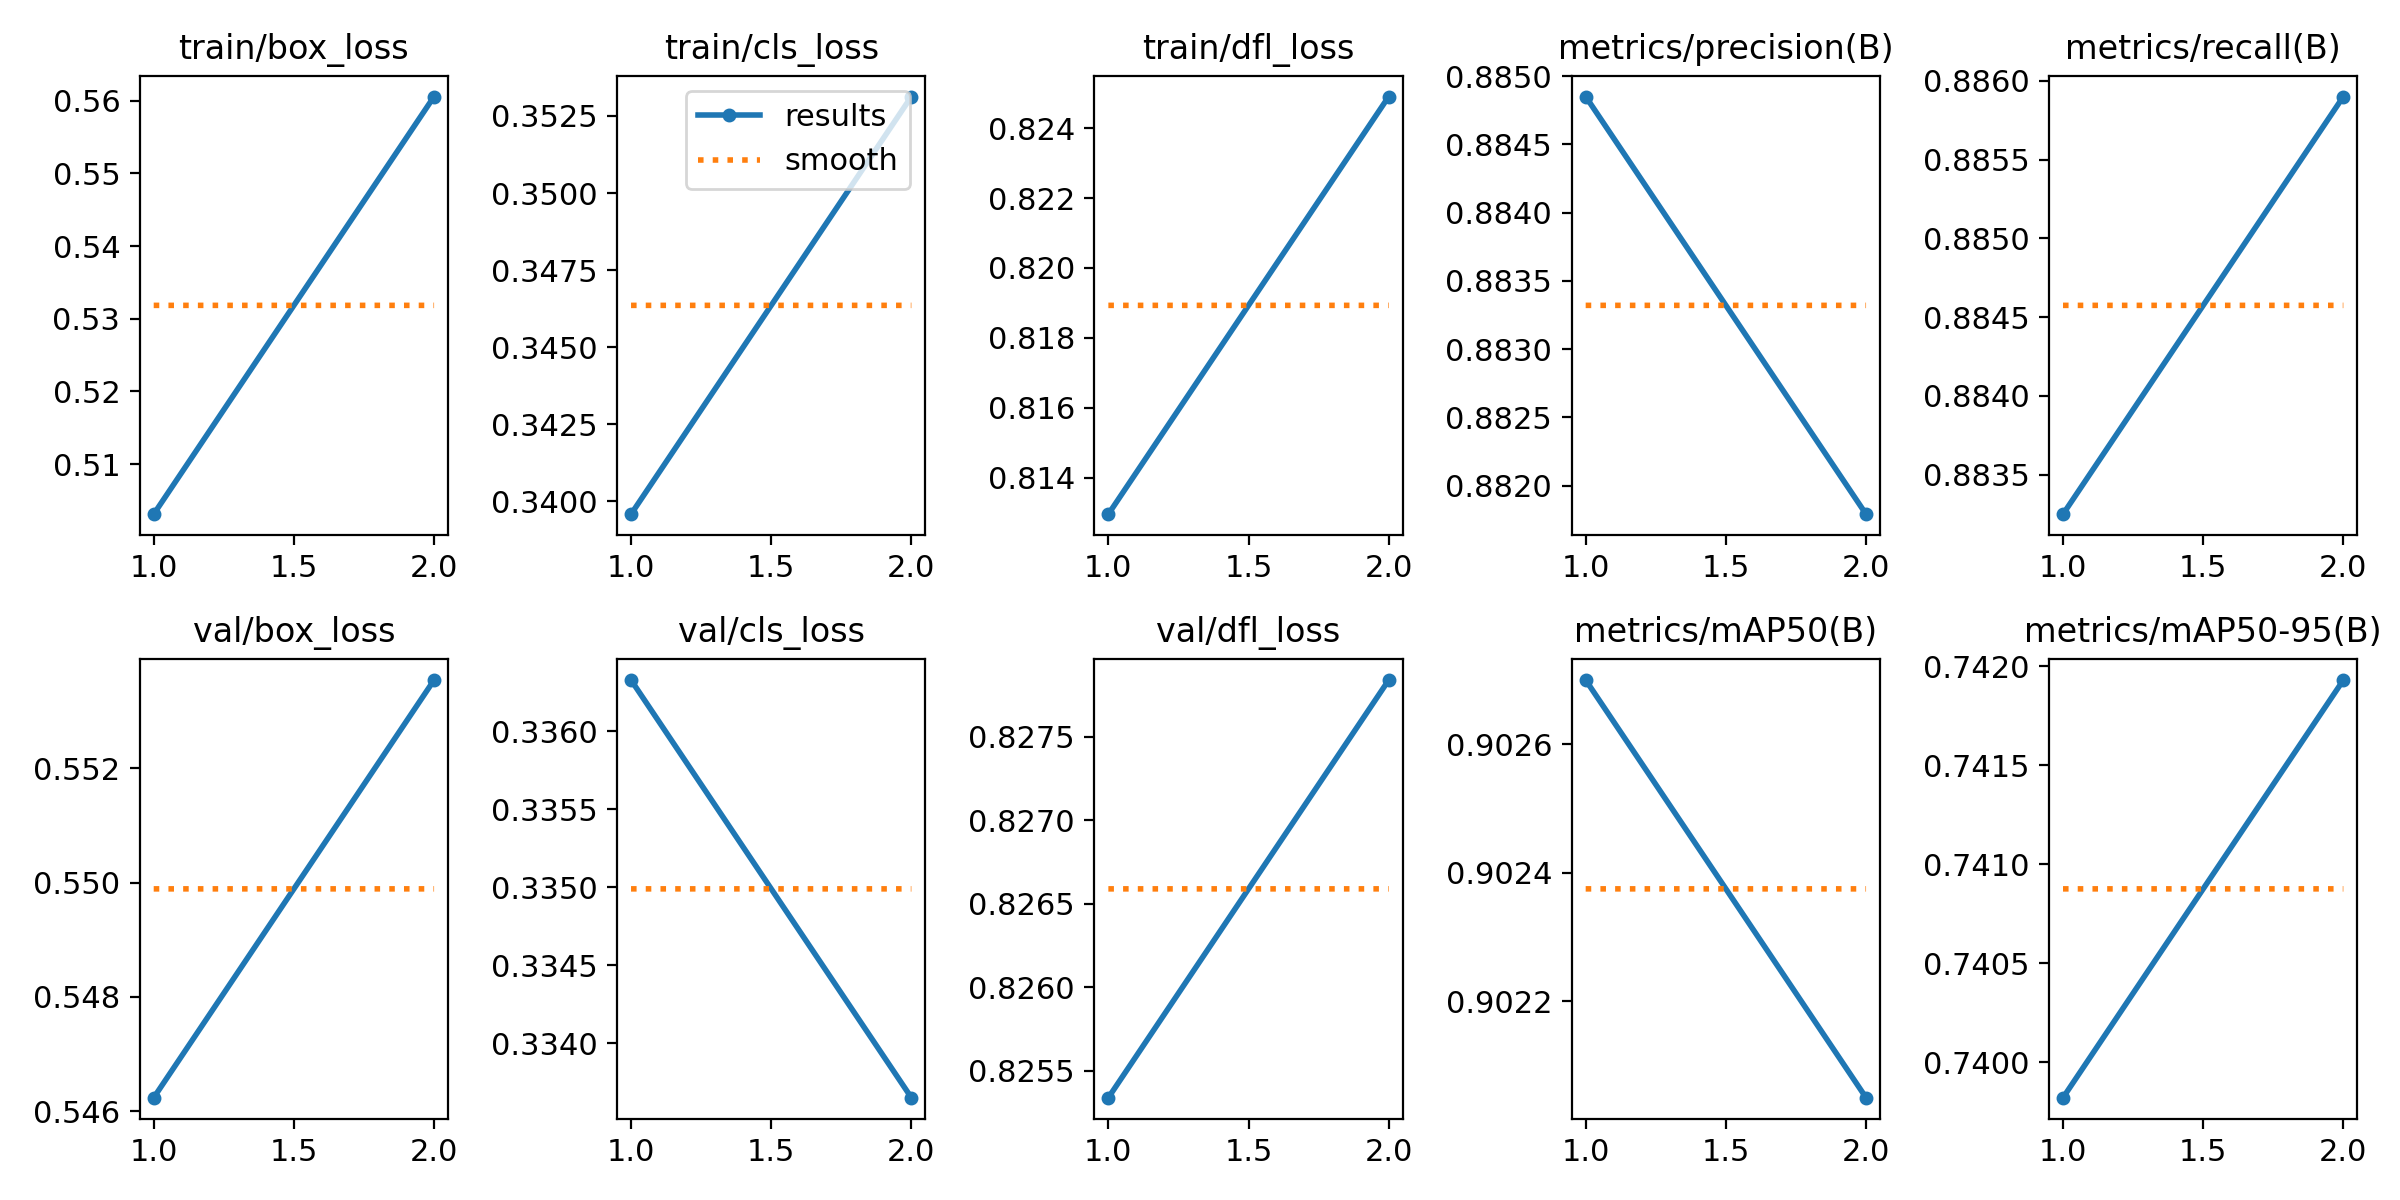 train/box_loss
0.56
0.55
0.54
0.53
0.52
0.51
1.0 1.5 2.0
train/cls_loss
results
smooth
0.3525
0.3500
0.3475
0.3450
0.3425
0.3400
1.0 1.5 2.0
train/dfl_loss
0.824
0.822
0.820
0.818
0.816
0.814
1.0 1.5 2.0
metrics/precision(B)
0.8850
0.8845
0.8840
0.8835
0.8830
0.8825
0.8820
1.0 1.5 2.0
metrics/recall(B)
0.8860
0.8855
0.8850
0.8845
0.8840
0.8835
1.0 1.5 2.0
val/box_loss
0.552
0.550
0.548
0.546
1.0 1.5 2.0
val/cls_loss
0.3360
0.3355
0.3350
0.3345
0.3340
1.0 1.5 2.0
val/dfl_loss
0.8275
0.8270
0.8265
0.8260
0.8255
1.0 1.5 2.0
metrics/mAP50(B)
0.9026
0.9024
0.9022
1.0 1.5 2.0
metrics/mAP50-95(B)
0.7420
0.7415
0.7410
0.7405
0.7400
1.0 1.5 2.0